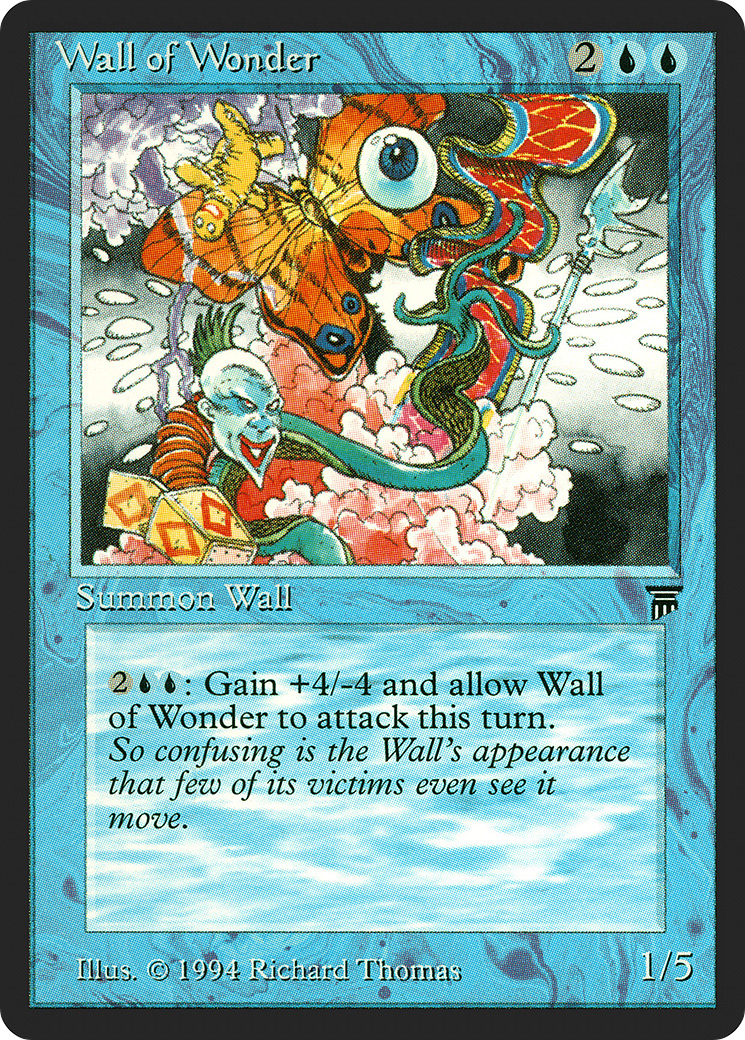 Wall of Wonder 2
Summon Wall
2: Gain +4/-4 and allow Wall
of Wonder to attack this turn.
So confusing is the Wall's appearance
that few of its victims even see it
move.
Illus. © 1994 Richard Thomas 1/5